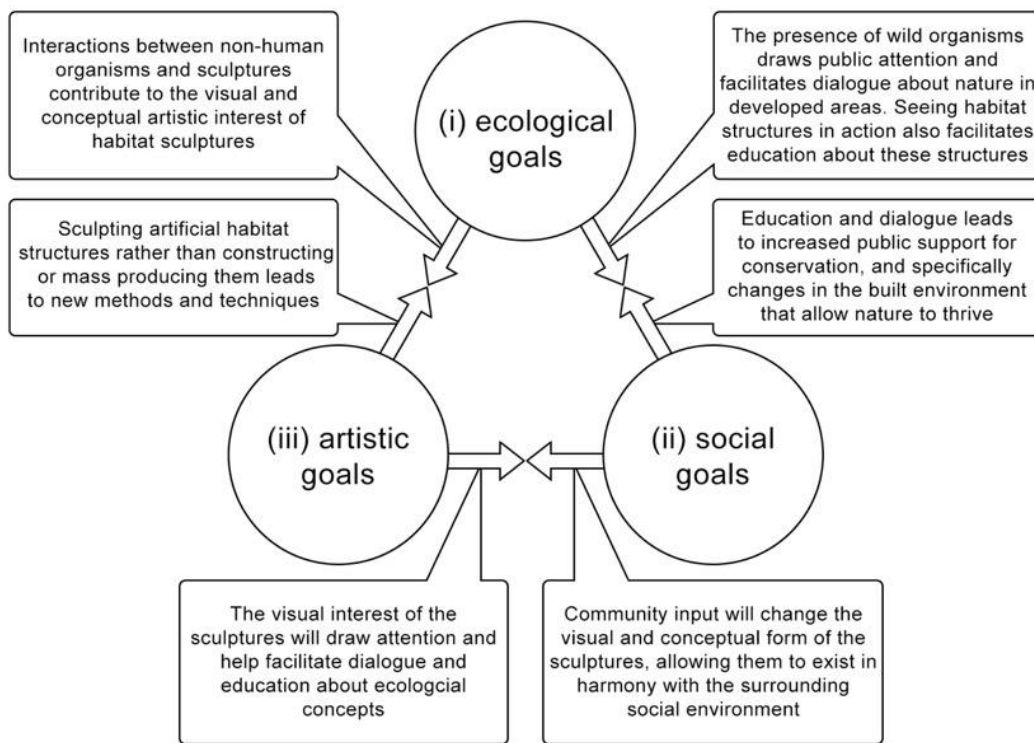 Interactions between non-human
organisms and sculptures
contribute to the visual and
conceptual artistic interest of
habitat sculptures
The presence of wild organisms
draws public attention and
facilitates dialogue about nature in
developed areas. Seeing habitat
structures in action also facilitates
education about these structures
(i) ecological
goals
Sculpting artificial habitat
structures rather than constructing
or mass producing them leads
to new methods and techniques
Education and dialogue leads
to increased public support for
conservation, and specifically
changes in the built environment
that allow nature to thrive
(iii) artistic
goals
(ii) social
goals
The visual interest of the
sculptures will draw attention and
help facilitate dialogue and
education about ecologcial
concepts
Community input will change the
visual and conceptual form of the
sculptures, allowing them to exist in
harmony with the surrounding
social environment